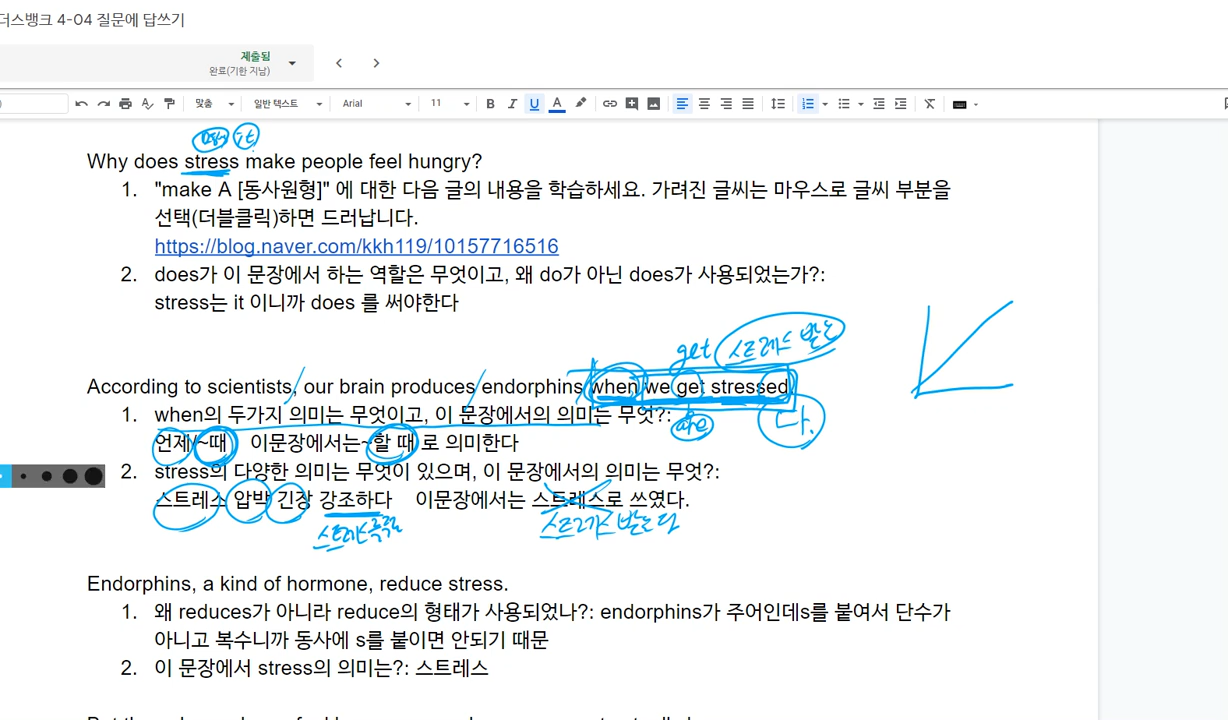 더스뱅크 4-04 질문에 답쓰기
제출됨
완료(기한 지남)
맞춤 일반 텍스트 Arial 11 B I U A
it
Why does stress make people feel hungry?
1. "make A [동사원형]" 에 대한 다음 글의 내용을 학습하세요. 가려진 글씨는 마우스로 글씨 부분을
선택(더블클릭)하면 드러납니다.
https://blog.naver.com/kkh119/10157716516
2. does가 이 문장에서 하는 역할은 무엇이고, 왜 do가 아닌 does가 사용되었는가?:
stress는 it 이니까 does 를 써야한다
get 스트레스 받는
According to scientists, our brain produces endorphins when we get stressed.
1. when의 두가지 의미는 무엇이고, 이 문장에서의 의미는 무엇?:
are 다.
언제/~때 이문장에서는~할 때 로 의미한다
2. stress의 다양한 의미는 무엇이 있으며, 이 문장에서의 의미는 무엇?:
스트레스 압박 긴장 강조하다 이문장에서는 스트레스로 쓰였다.
스트레스 받는다
Endorphins, a kind of hormone, reduce stress.
1. 왜 reduces가 아니라 reduce의 형태가 사용되었나?: endorphins가 주어인데s를 붙여서 단수가
아니고 복수니까 동사에 s를 붙이면 안되기 때문
2. 이 문장에서 stress의 의미는?: 스트레스